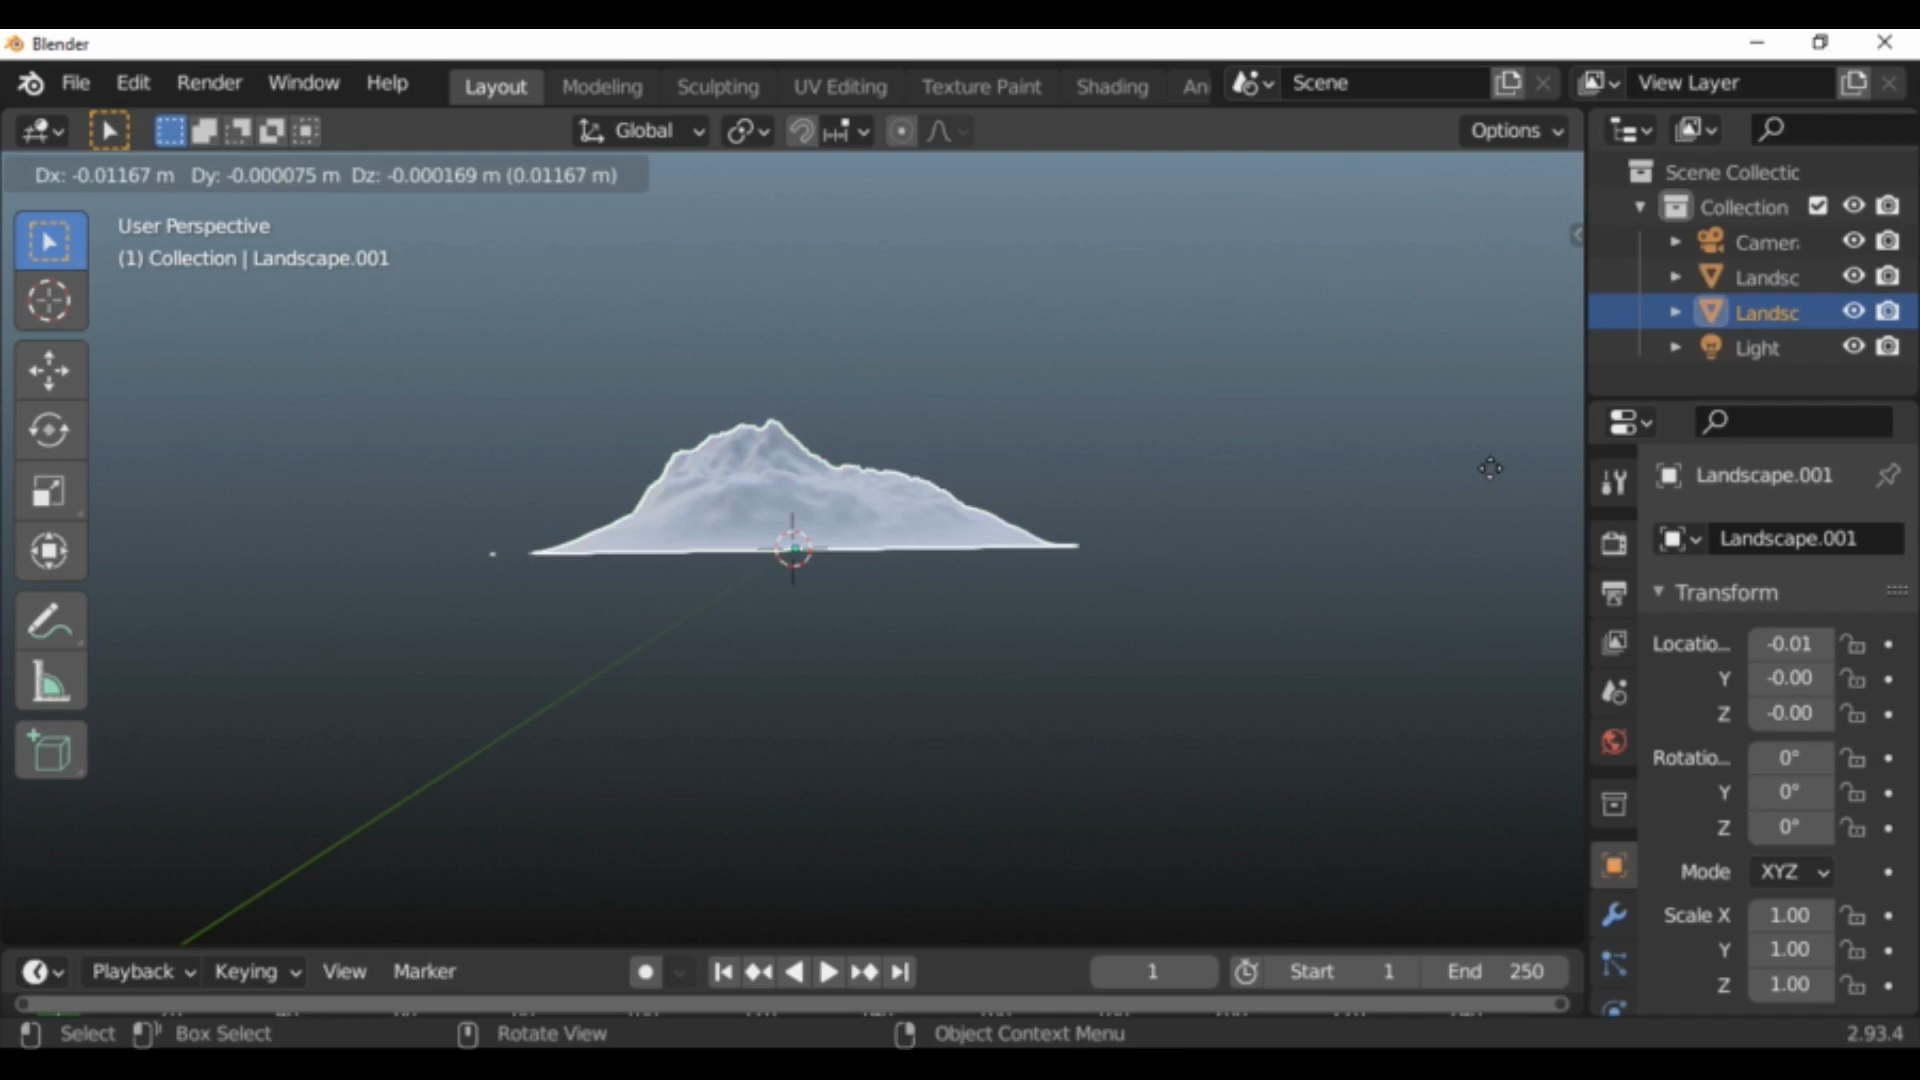 Blender
File Edit Render Window Help Layout Modeling Sculpting UV Editing Texture Paint Shading An Scene View Layer
Global Options
Dx: -0.01167 m Dy: -0.000075 m Dz: -0.000169 m (0.01167 m)
User Perspective
(1) Collection | Landscape.001
Scene Collectic
Collection
Camer
Landsc
Landsc
Light
Landscape.001
Landscape.001
Transform
Locatio... -0.01
Y -0.00
Z -0.00
Rotatio... 0°
Y 0°
Z 0°
Mode XYZ
Scale X 1.00
Y 1.00
Z 1.00
Playback Keying View Marker 1 Start 1 End 250
Select Box Select Rotate View Object Context Menu 2.93.4